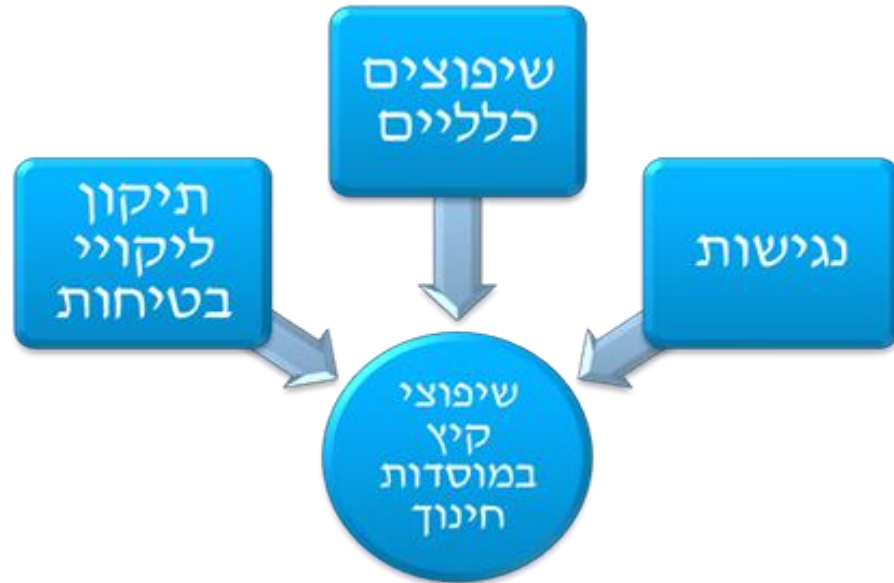 שיפוצים
כלליים
נגישות
תיקון
ליקויי
בטיחות
שיפוצי
קיץ
במוסדות
חינוך